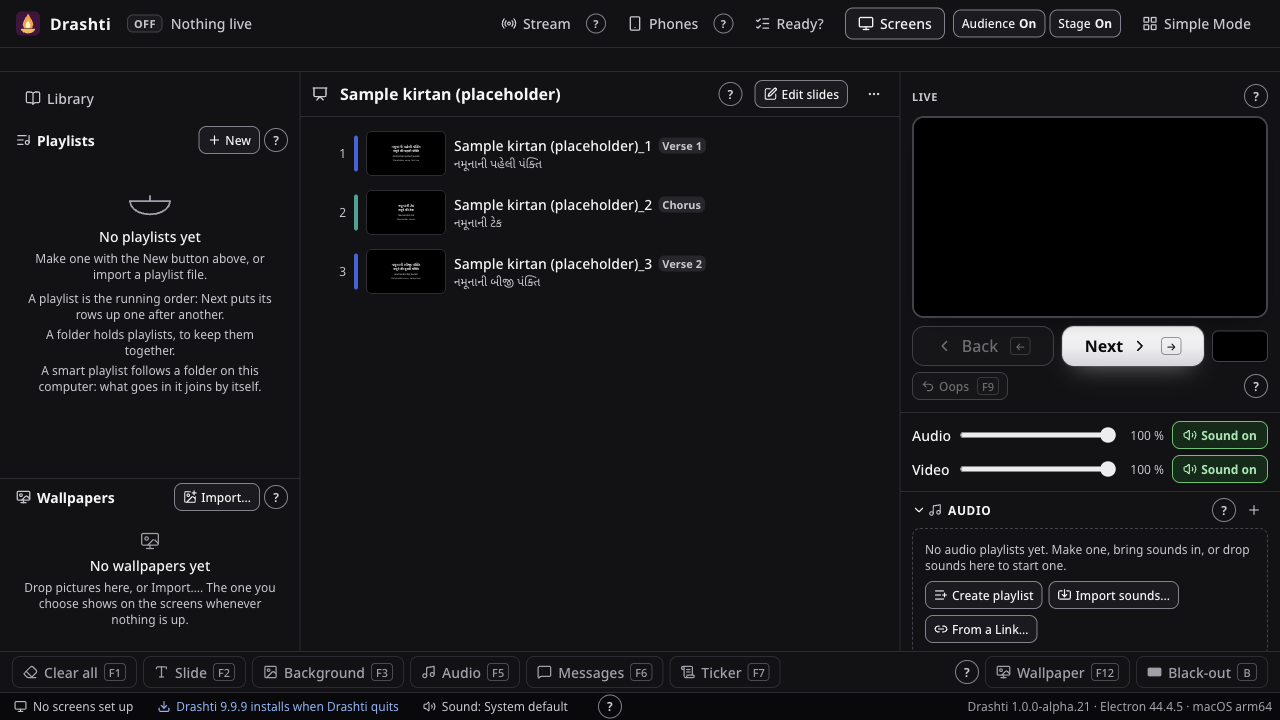 Drashti OFF Nothing live
Stream ? Phones ? Ready? Screens Audience On Stage On Simple Mode
Library
Playlists New ?
No playlists yet
Make one with the New button above, or
import a playlist file.
A playlist is the running order: Next puts its
rows up one after another.
A folder holds playlists, to keep them
together.
A smart playlist follows a folder on this
computer: what goes in it joins by itself.
Wallpapers Import... ?
No wallpapers yet
Drop pictures here, or Import.... The one you
choose shows on the screens whenever
nothing is up.
Sample kirtan (placeholder) ? Edit slides ...
1 Sample kirtan (placeholder)_1 Verse 1
નમૂનાની પહેલી પંક્તિ
2 Sample kirtan (placeholder)_2 Chorus
નમૂનાની ટેક
3 Sample kirtan (placeholder)_3 Verse 2
નમૂનાની બીજી પંક્તિ
LIVE ?
Back ← Next →
Oops F9 ?
Audio 100 % Sound on
Video 100 % Sound on
AUDIO ? +
No audio playlists yet. Make one, bring sounds in, or drop
sounds here to start one.
Create playlist Import sounds...
From a Link...
Clear all F1 Slide F2 Background F3 Audio F5 Messages F6 Ticker F7 ? Wallpaper F12 Black-out B
No screens set up Drashti 9.9.9 installs when Drashti quits Sound: System default ? Drashti 1.0.0-alpha.21 · Electron 44.4.5 · macOS arm64